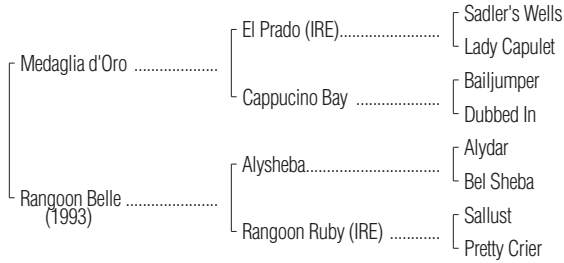 Sadler's Wells
El Prado (IRE)....................
Lady Capulet
Medaglia d'Oro .................
Bailjumper
Cappucino Bay .................
Dubbed In
Alydar
Alysheba...........................
Bel Sheba
Rangoon Belle ...................
(1993)
Sallust
Rangoon Ruby (IRE) ..........
Pretty Crier